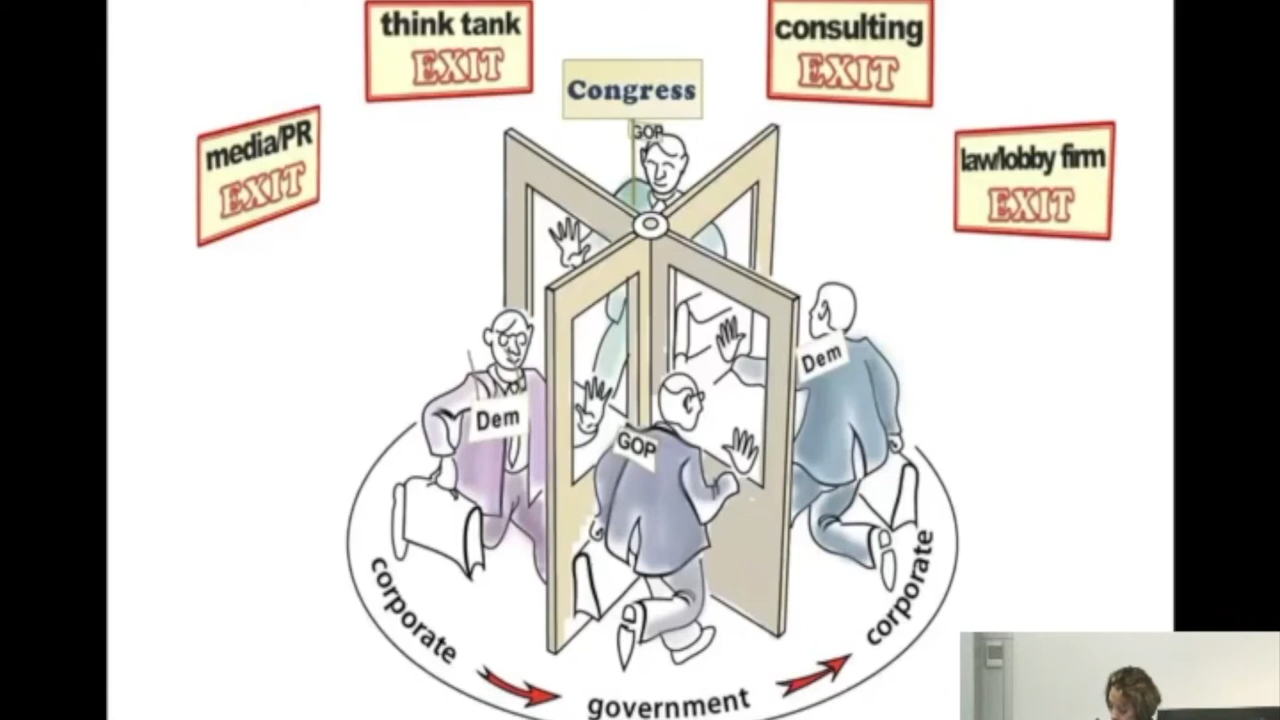 think tank
EXIT
consulting
EXIT
Congress
media/PR
EXIT
law/lobby firm
EXIT
GOP
Dem
Dem
GOP
corporate
government
corporate